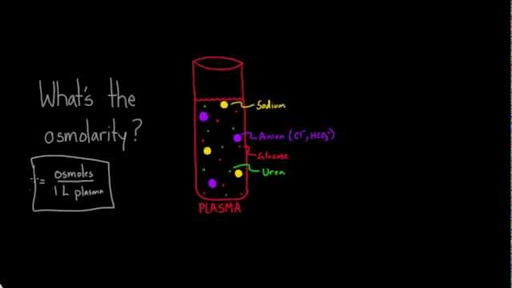 What's the
osmolarity?
= osmoles
1 L plasma
Sodium
Anion (Cl⁻, HCO₃⁻)
Glucose
Urea
PLASMA